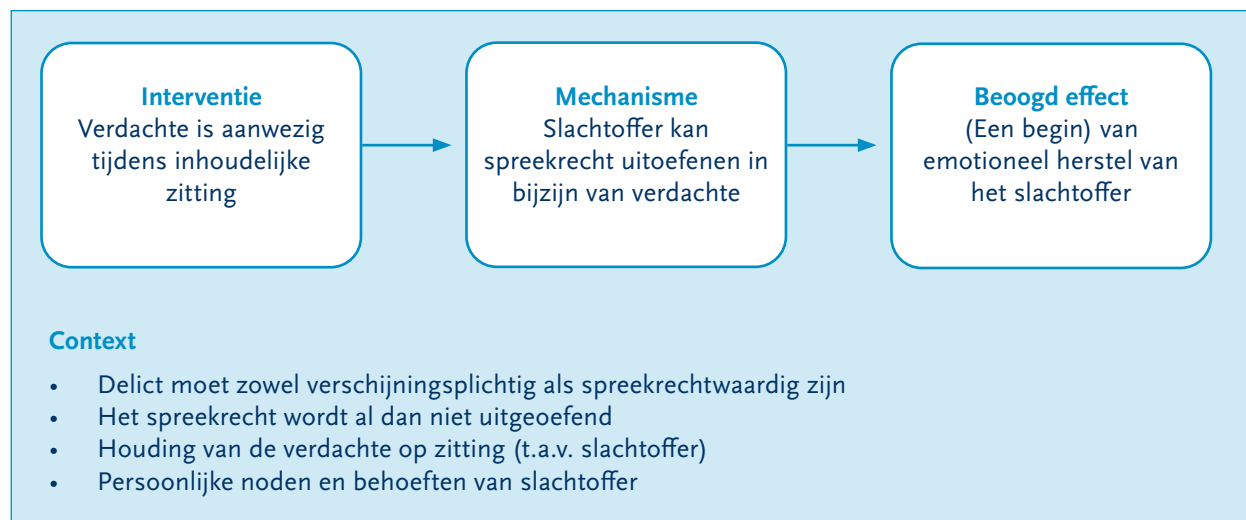 Interventie
Verdachte is aanwezig
tijdens inhoudelijke
zitting
Mechanisme
Slachtoffer kan
spreekrecht uitoefenen in
bijzijn van verdachte
Beoogd effect
(Een begin) van
emotioneel herstel van
het slachtoffer
Context
• Delict moet zowel verschijningsplichtig als spreekrechtwaardig zijn
• Het spreekrecht wordt al dan niet uitgeoefend
• Houding van de verdachte op zitting (t.a.v. slachtoffer)
• Persoonlijke noden en behoeften van slachtoffer